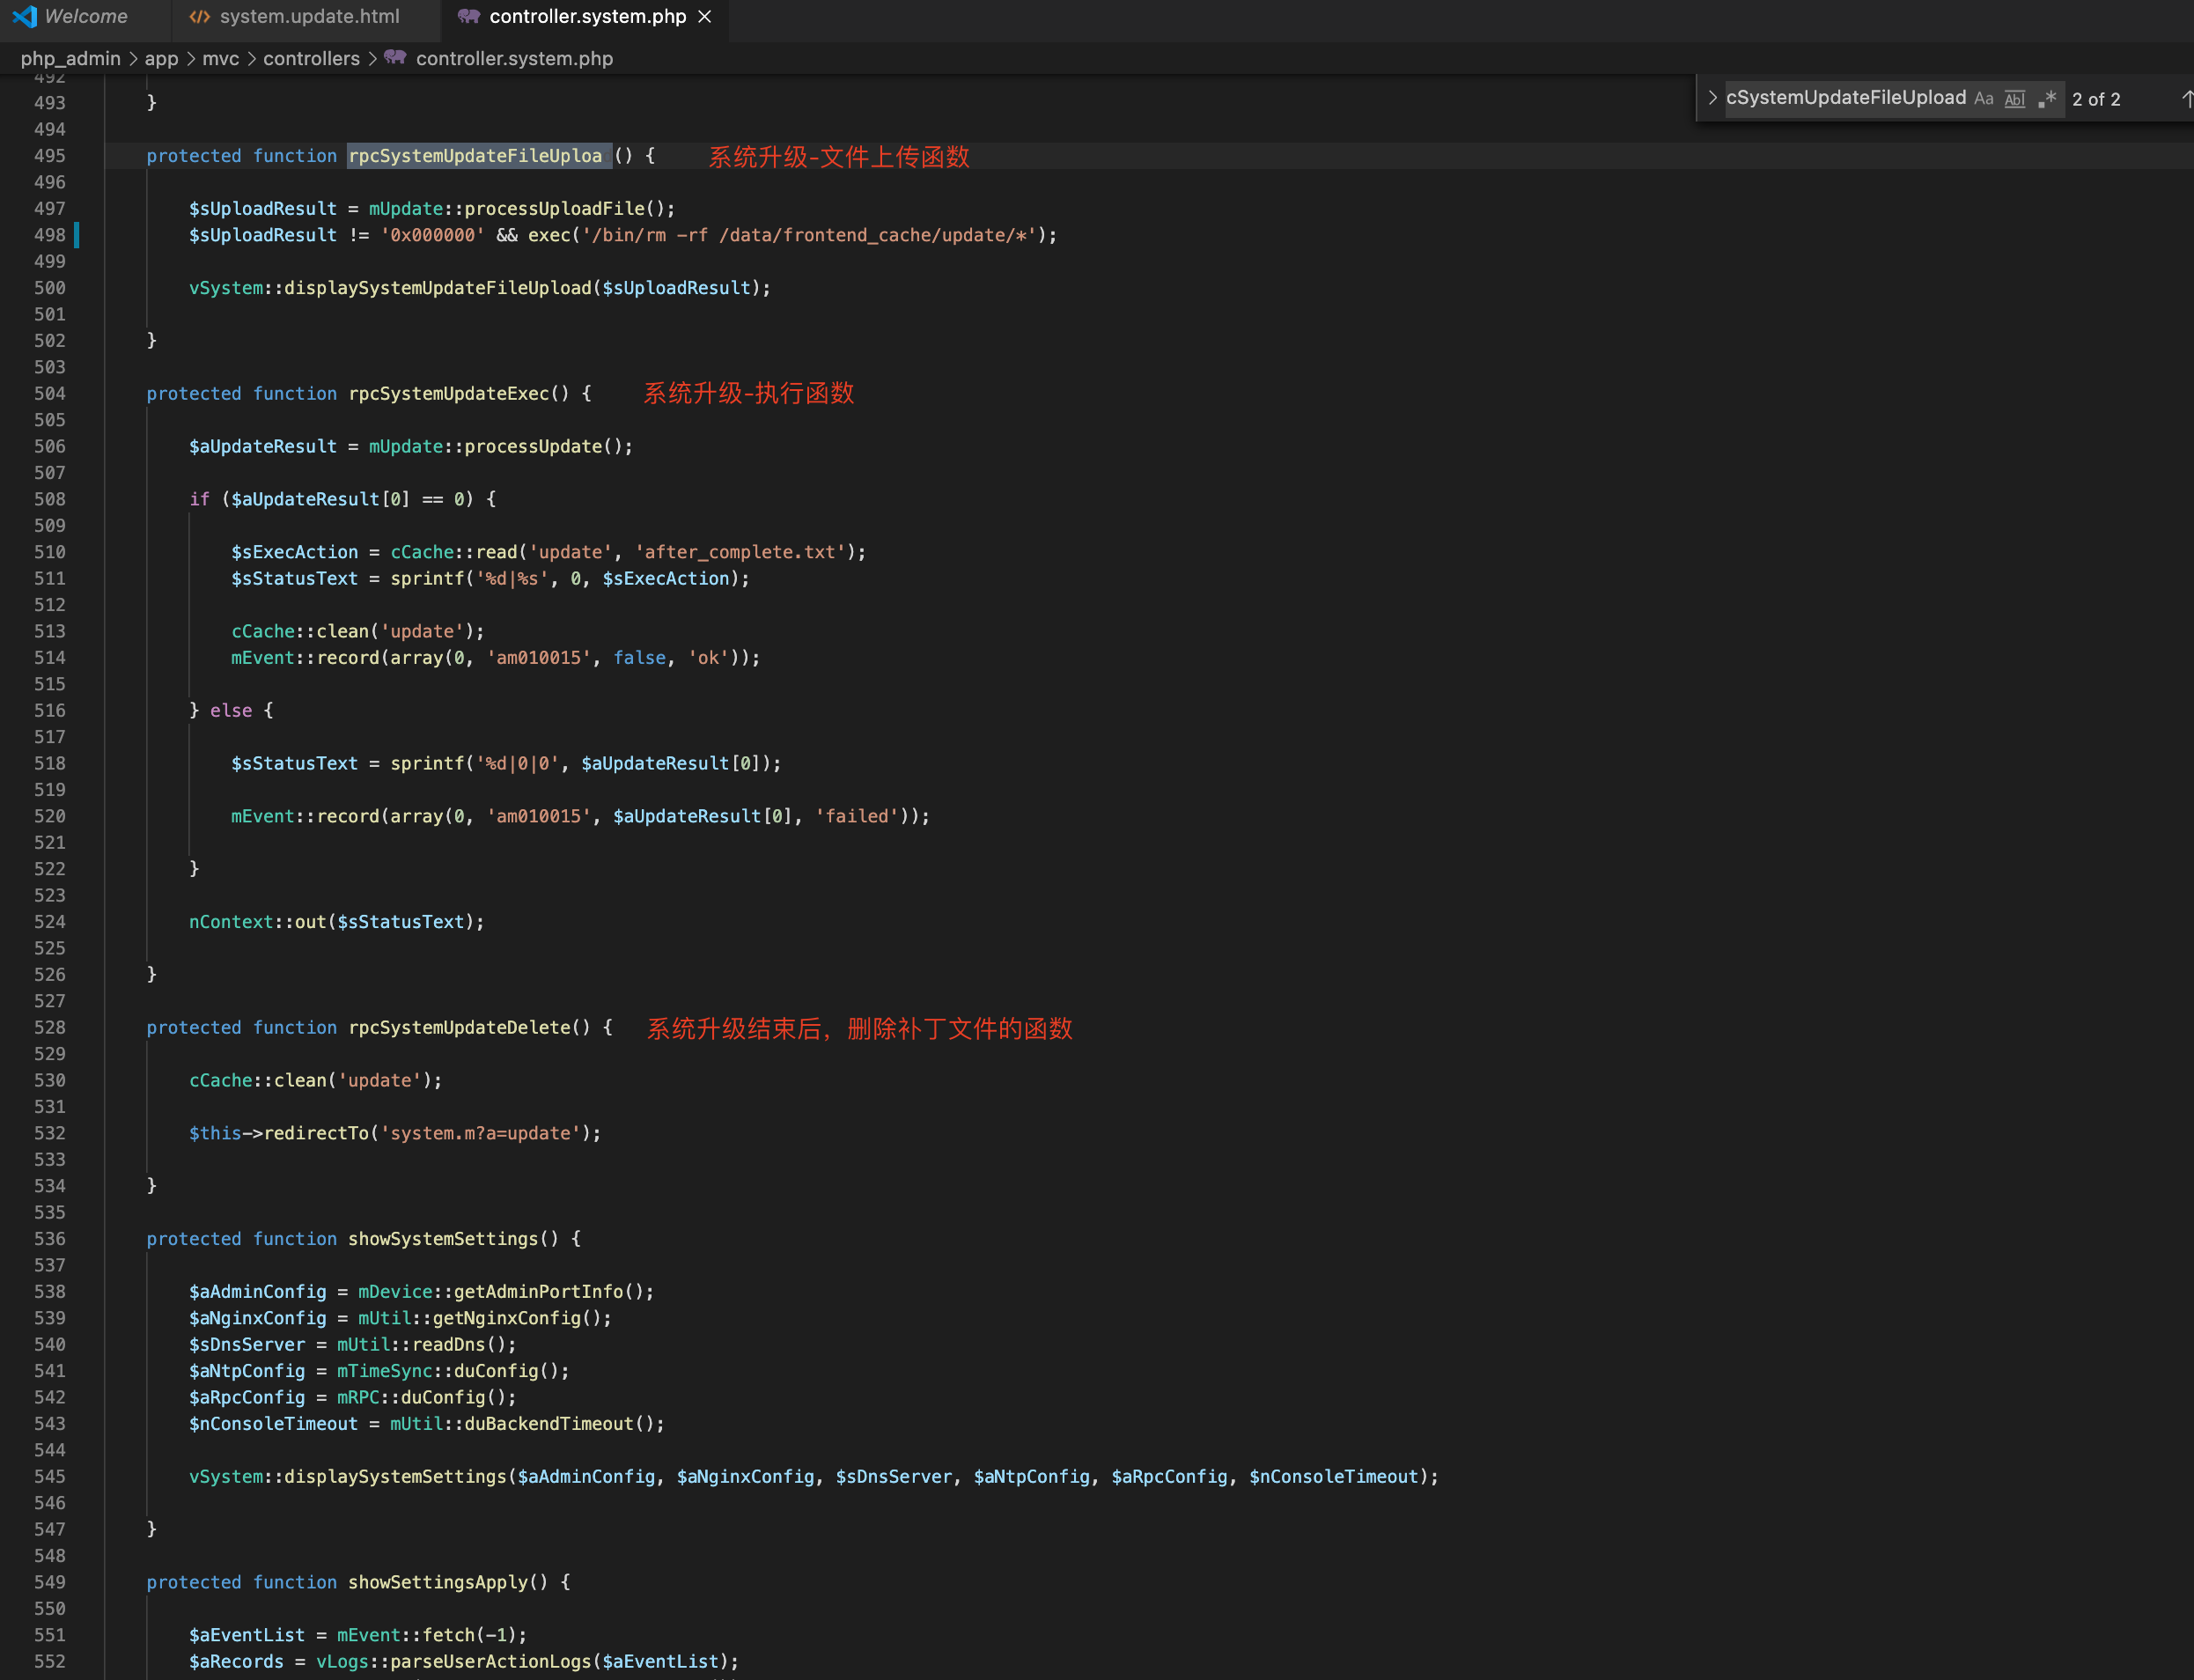 Welcome
system.update.html
controller.system.php
php_admin > app > mvc > controllers > controller.system.php
cSystemUpdateFileUpload Aa Abl .* 2 of 2
492
493 }
494
495 protected function rpcSystemUpdateFileUploa () { 系统升级-文件上传函数
496
497 $sUploadResult = mUpdate::processUploadFile();
498 $sUploadResult != '0x000000' && exec('/bin/rm -rf /data/frontend_cache/update/*');
499
500 vSystem::displaySystemUpdateFileUpload($sUploadResult);
501
502 }
503
504 protected function rpcSystemUpdateExec() { 系统升级-执行函数
505
506 $aUpdateResult = mUpdate::processUpdate();
507
508 if ($aUpdateResult[0] == 0) {
509
510 $sExecAction = cCache::read('update', 'after_complete.txt');
511 $sStatusText = sprintf('%d|%s', 0, $sExecAction);
512
513 cCache::clean('update');
514 mEvent::record(array(0, 'am010015', false, 'ok'));
515
516 } else {
517
518 $sStatusText = sprintf('%d|0|0', $aUpdateResult[0]);
519
520 mEvent::record(array(0, 'am010015', $aUpdateResult[0], 'failed'));
521
522 }
523
524 nContext::out($sStatusText);
525
526 }
527
528 protected function rpcSystemUpdateDelete() { 系统升级结束后，删除补丁文件的函数
529
530 cCache::clean('update');
531
532 $this->redirectTo('system.m?a=update');
533
534 }
535
536 protected function showSystemSettings() {
537
538 $aAdminConfig = mDevice::getAdminPortInfo();
539 $aNginxConfig = mUtil::getNginxConfig();
540 $sDnsServer = mUtil::readDns();
541 $aNtpConfig = mTimeSync::duConfig();
542 $aRpcConfig = mRPC::duConfig();
543 $nConsoleTimeout = mUtil::duBackendTimeout();
544
545 vSystem::displaySystemSettings($aAdminConfig, $aNginxConfig, $sDnsServer, $aNtpConfig, $aRpcConfig, $nConsoleTimeout);
546
547 }
548
549 protected function showSettingsApply() {
550
551 $aEventList = mEvent::fetch(-1);
552 $aRecords = vLogs::parseUserActionLogs($aEventList);